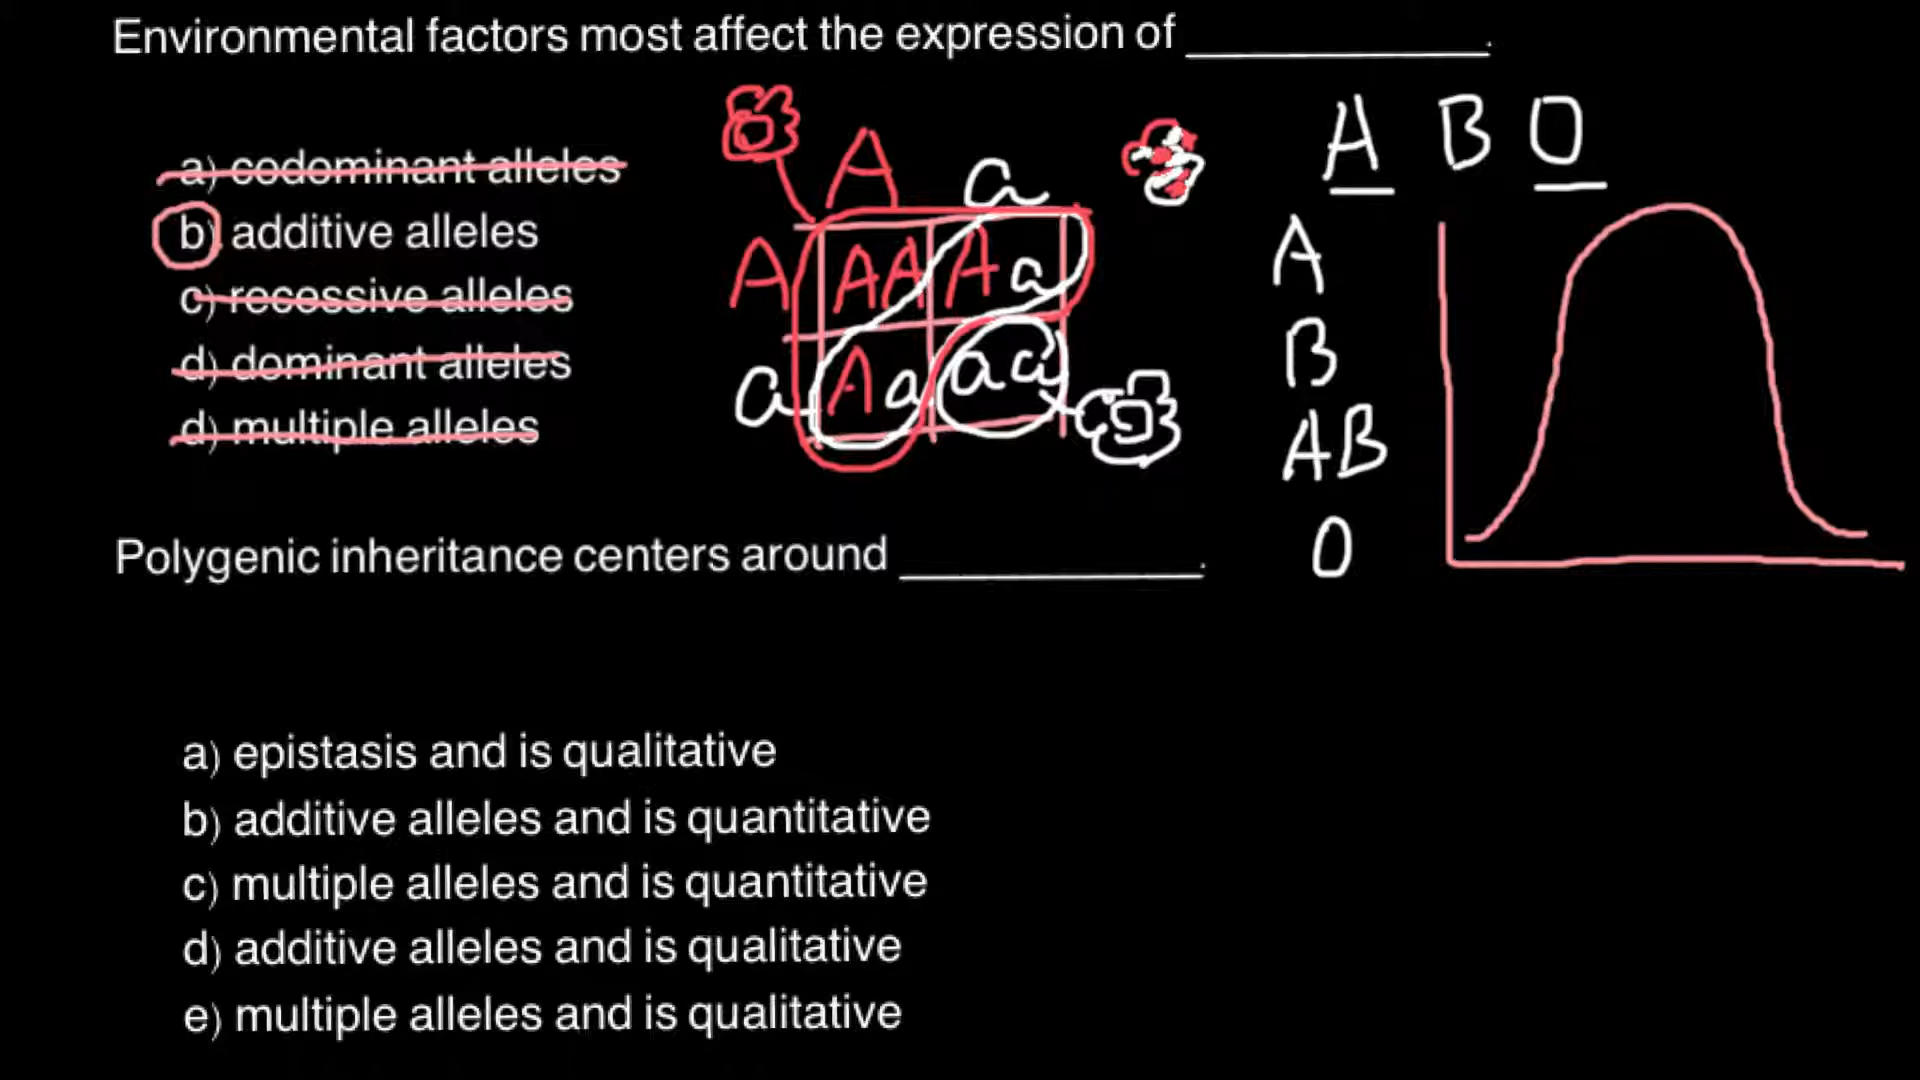 Environmental factors most affect the expression of ____________.
a) codominant alleles
b) additive alleles
c) recessive alleles
d) dominant alleles
d) multiple alleles
A a
A AA Aa
a Aa aa
A B O
A
B
AB
O
Polygenic inheritance centers around ____________.
a) epistasis and is qualitative
b) additive alleles and is quantitative
c) multiple alleles and is quantitative
d) additive alleles and is qualitative
e) multiple alleles and is qualitative